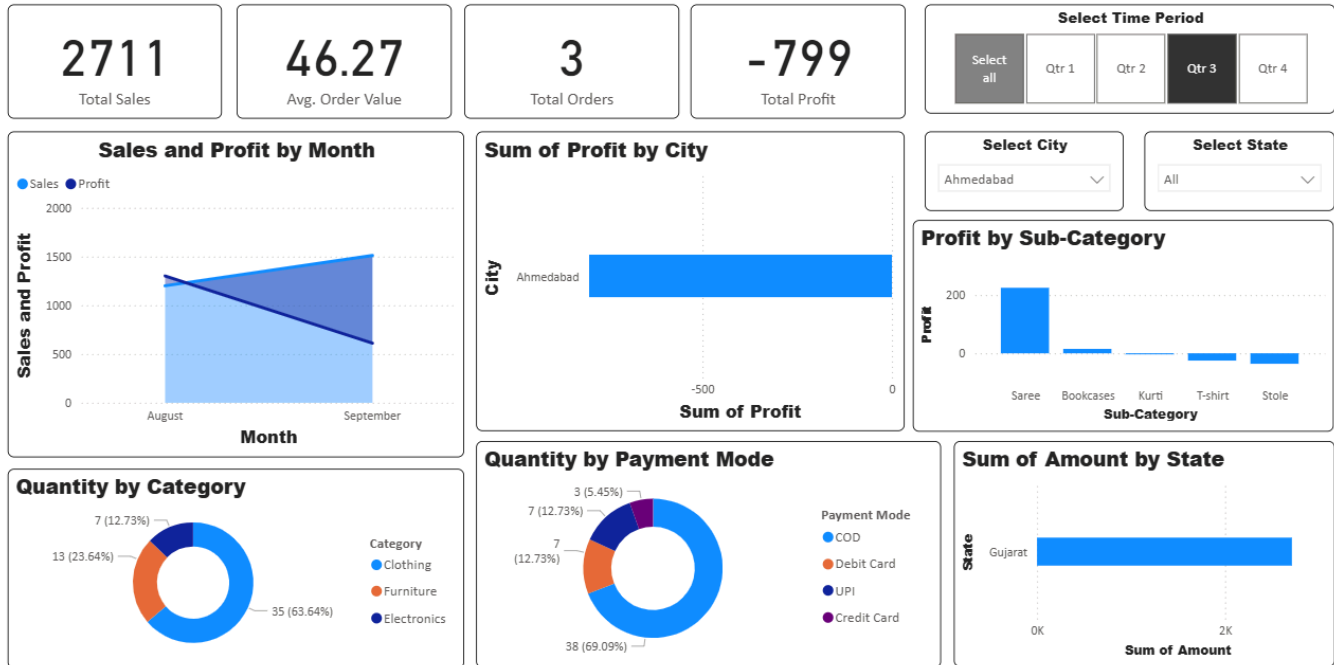 2711
Total Sales
46.27
Avg. Order Value
3
Total Orders
-799
Total Profit
Select Time Period
Select
all
Qtr 1
Qtr 2
Qtr 3
Qtr 4
Sales and Profit by Month
Sales
Profit
Sales and Profit
2000
1500
1000
500
0
August
September
Month
Sum of Profit by City
City
Ahmedabad
-500
0
Sum of Profit
Select City
Ahmedabad
Select State
All
Profit by Sub-Category
Profit
200
0
Saree
Bookcases
Kurti
T-shirt
Stole
Sub-Category
Quantity by Category
7 (12.73%)
13 (23.64%)
35 (63.64%)
Category
Clothing
Furniture
Electronics
Quantity by Payment Mode
3 (5.45%)
7 (12.73%)
7
(12.73%)
38 (69.09%)
Payment Mode
COD
Debit Card
UPI
Credit Card
Sum of Amount by State
State
Gujarat
0K
2K
Sum of Amount